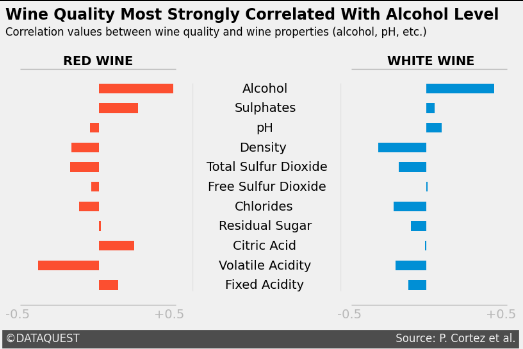 Wine Quality Most Strongly Correlated With Alcohol Level
Correlation values between wine quality and wine properties (alcohol, pH, etc.)
RED WINE
WHITE WINE
Alcohol
Sulphates
pH
Density
Total Sulfur Dioxide
Free Sulfur Dioxide
Chlorides
Residual Sugar
Citric Acid
Volatile Acidity
Fixed Acidity
-0.5 +0.5 -0.5 +0.5
©DATAQUEST Source: P. Cortez et al.